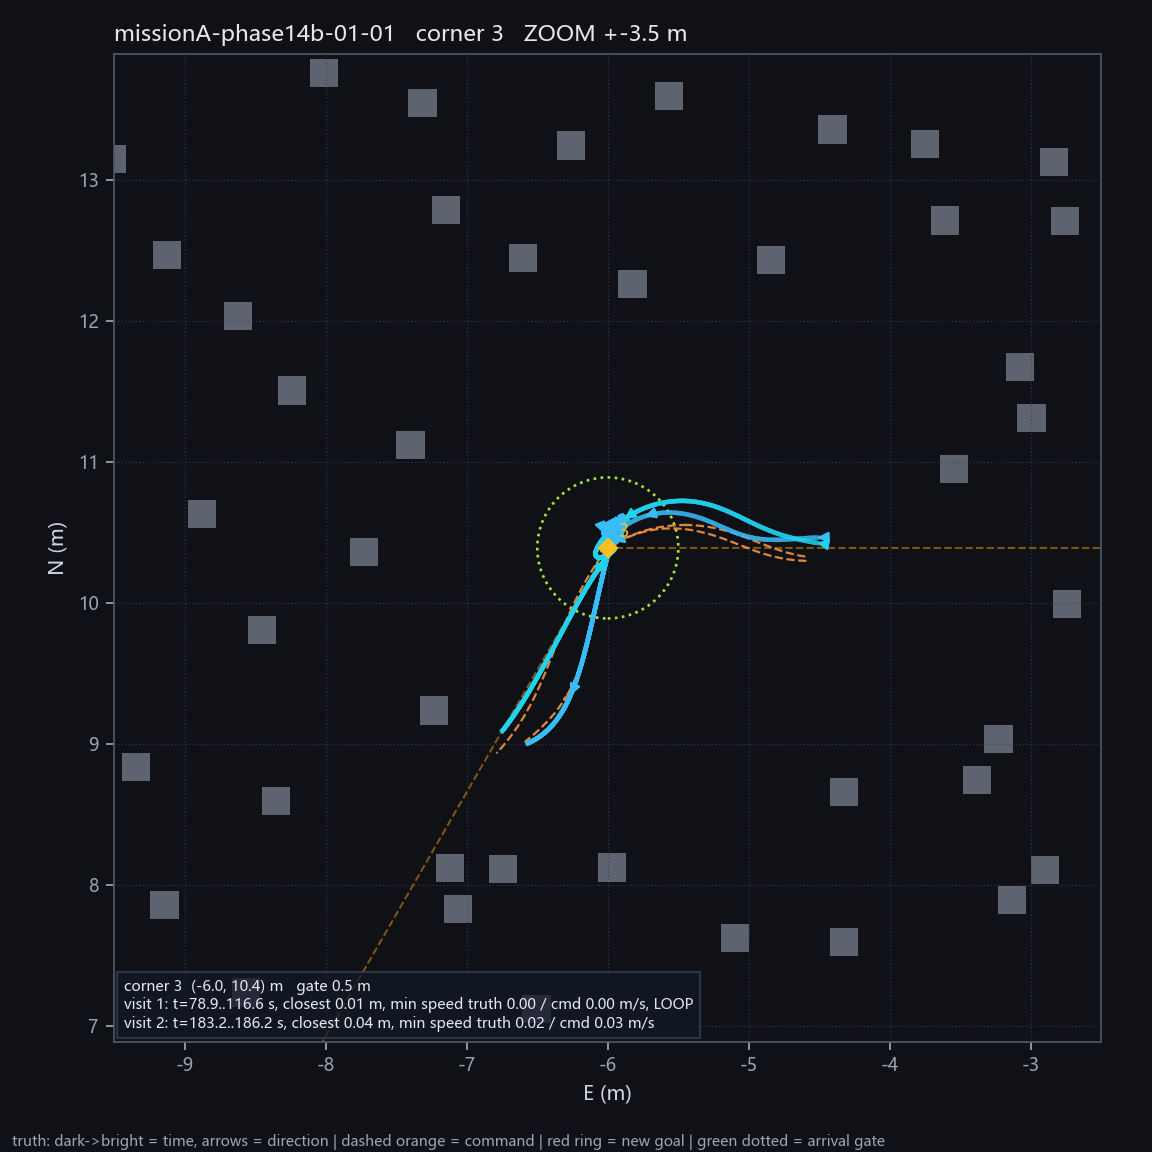 missionA-phase14b-01-01   corner 3   ZOOM +-3.5 m
13
12
11
10
9
8
7
N (m)
3
corner 3  (-6.0, 10.4) m   gate 0.5 m
visit 1: t=78.9..116.6 s, closest 0.01 m, min speed truth 0.00 / cmd 0.00 m/s, LOOP
visit 2: t=183.2..186.2 s, closest 0.04 m, min speed truth 0.02 / cmd 0.03 m/s
-9 -8 -7 -6 -5 -4 -3
E (m)
truth: dark->bright = time, arrows = direction | dashed orange = command | red ring = new goal | green dotted = arrival gate